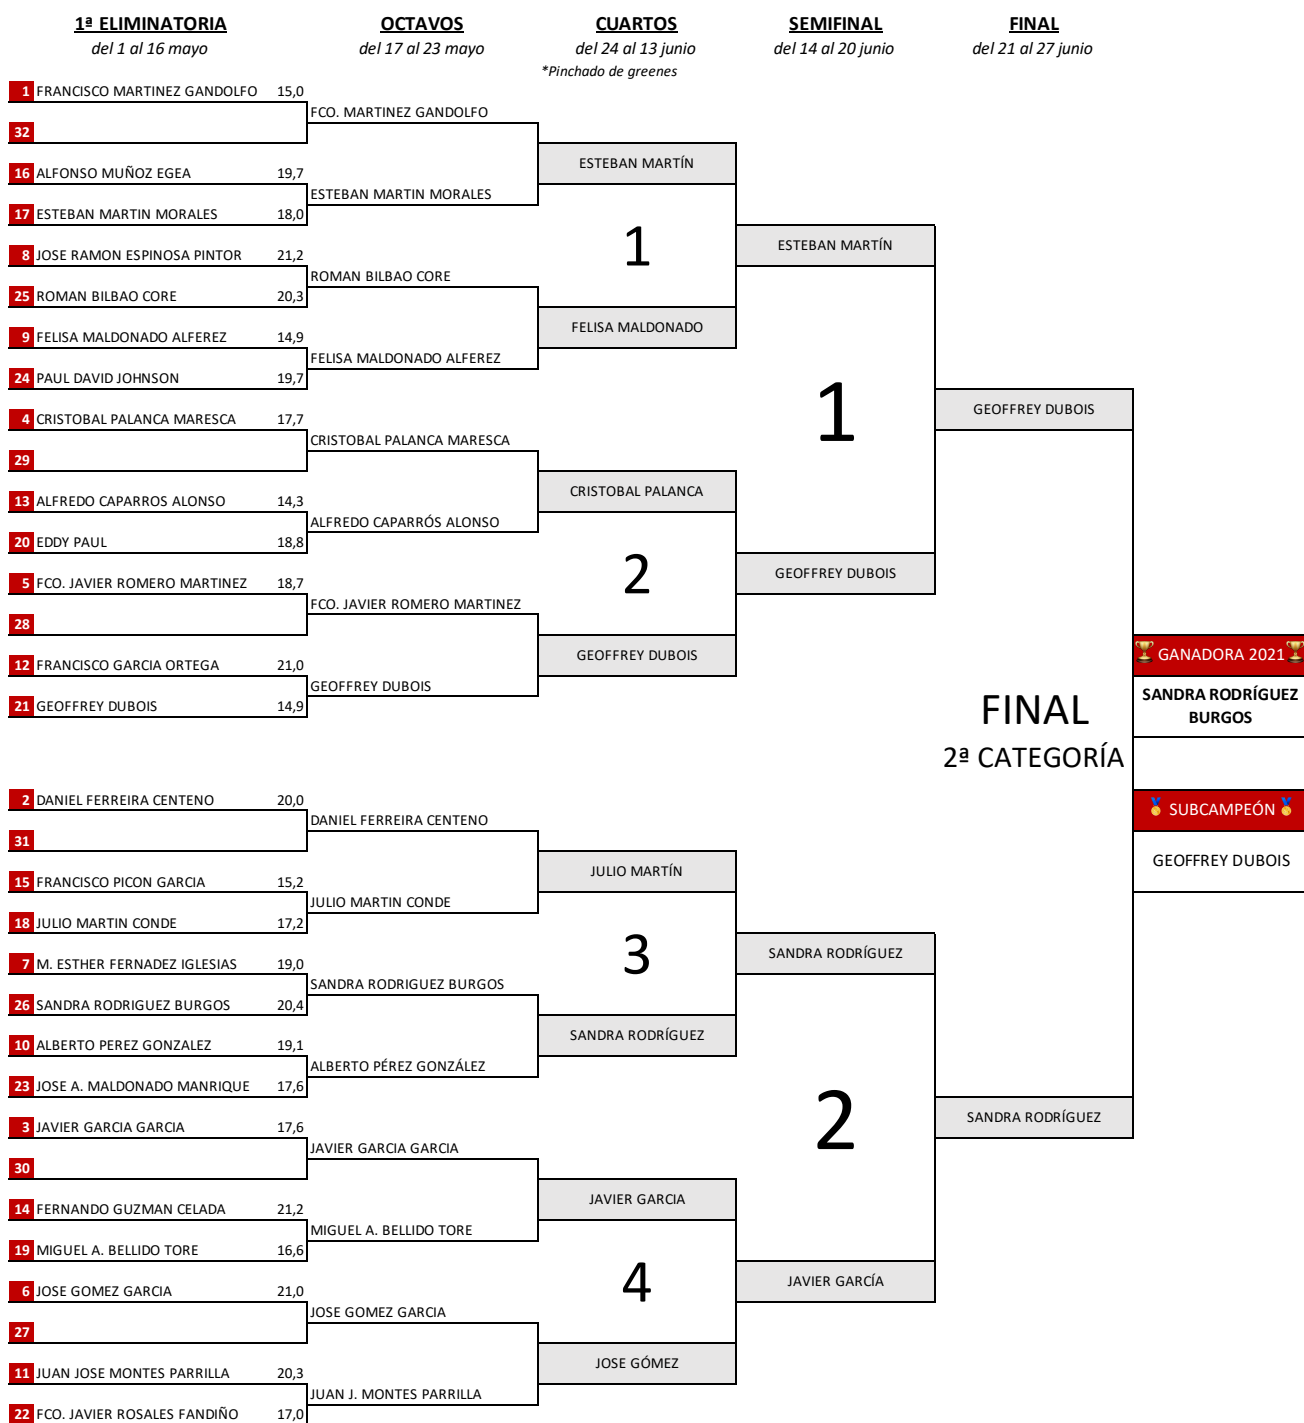 1ª ELIMINATORIA OCTAVOS CUARTOS SEMIFINAL FINAL
del 1 al 16 mayo del 17 al 23 mayo del 24 al 13 junio del 14 al 20 junio del 21 al 27 junio
*Pinchado de greenes
1 FRANCISCO MARTINEZ GANDOLFO 15,0
FCO. MARTINEZ GANDOLFO
32
ESTEBAN MARTÍN
16 ALFONSO MUÑOZ EGEA 19,7
ESTEBAN MARTIN MORALES
17 ESTEBAN MARTIN MORALES 18,0
1
ESTEBAN MARTÍN
8 JOSE RAMON ESPINOSA PINTOR 21,2
ROMAN BILBAO CORE
25 ROMAN BILBAO CORE 20,3
FELISA MALDONADO
9 FELISA MALDONADO ALFEREZ 14,9
FELISA MALDONADO ALFEREZ
24 PAUL DAVID JOHNSON 19,7
1
GEOFFREY DUBOIS
4 CRISTOBAL PALANCA MARESCA 17,7
CRISTOBAL PALANCA MARESCA
29
CRISTOBAL PALANCA
13 ALFREDO CAPARROS ALONSO 14,3
ALFREDO CAPARRÓS ALONSO
20 EDDY PAUL 18,8
2
GEOFFREY DUBOIS
5 FCO. JAVIER ROMERO MARTINEZ 18,7
FCO. JAVIER ROMERO MARTINEZ
28
GEOFFREY DUBOIS
GANADORA 2021
12 FRANCISCO GARCIA ORTEGA 21,0
GEOFFREY DUBOIS
SANDRA RODRÍGUEZ
BURGOS
21 GEOFFREY DUBOIS 14,9
FINAL
2ª CATEGORÍA
2 DANIEL FERREIRA CENTENO 20,0
SUBCAMPEÓN
DANIEL FERREIRA CENTENO
31
GEOFFREY DUBOIS
JULIO MARTÍN
15 FRANCISCO PICON GARCIA 15,2
JULIO MARTIN CONDE
18 JULIO MARTIN CONDE 17,2
3
SANDRA RODRÍGUEZ
7 M. ESTHER FERNADEZ IGLESIAS 19,0
SANDRA RODRIGUEZ BURGOS
26 SANDRA RODRIGUEZ BURGOS 20,4
SANDRA RODRÍGUEZ
10 ALBERTO PEREZ GONZALEZ 19,1
ALBERTO PÉREZ GONZÁLEZ
23 JOSE A. MALDONADO MANRIQUE 17,6
2
SANDRA RODRÍGUEZ
3 JAVIER GARCIA GARCIA 17,6
JAVIER GARCIA GARCIA
30
JAVIER GARCIA
14 FERNANDO GUZMAN CELADA 21,2
MIGUEL A. BELLIDO TORE
19 MIGUEL A. BELLIDO TORE 16,6
4
JAVIER GARCÍA
6 JOSE GOMEZ GARCIA 21,0
JOSE GOMEZ GARCIA
27
JOSE GÓMEZ
11 JUAN JOSE MONTES PARRILLA 20,3
JUAN J. MONTES PARRILLA
22 FCO. JAVIER ROSALES FANDIÑO 17,0